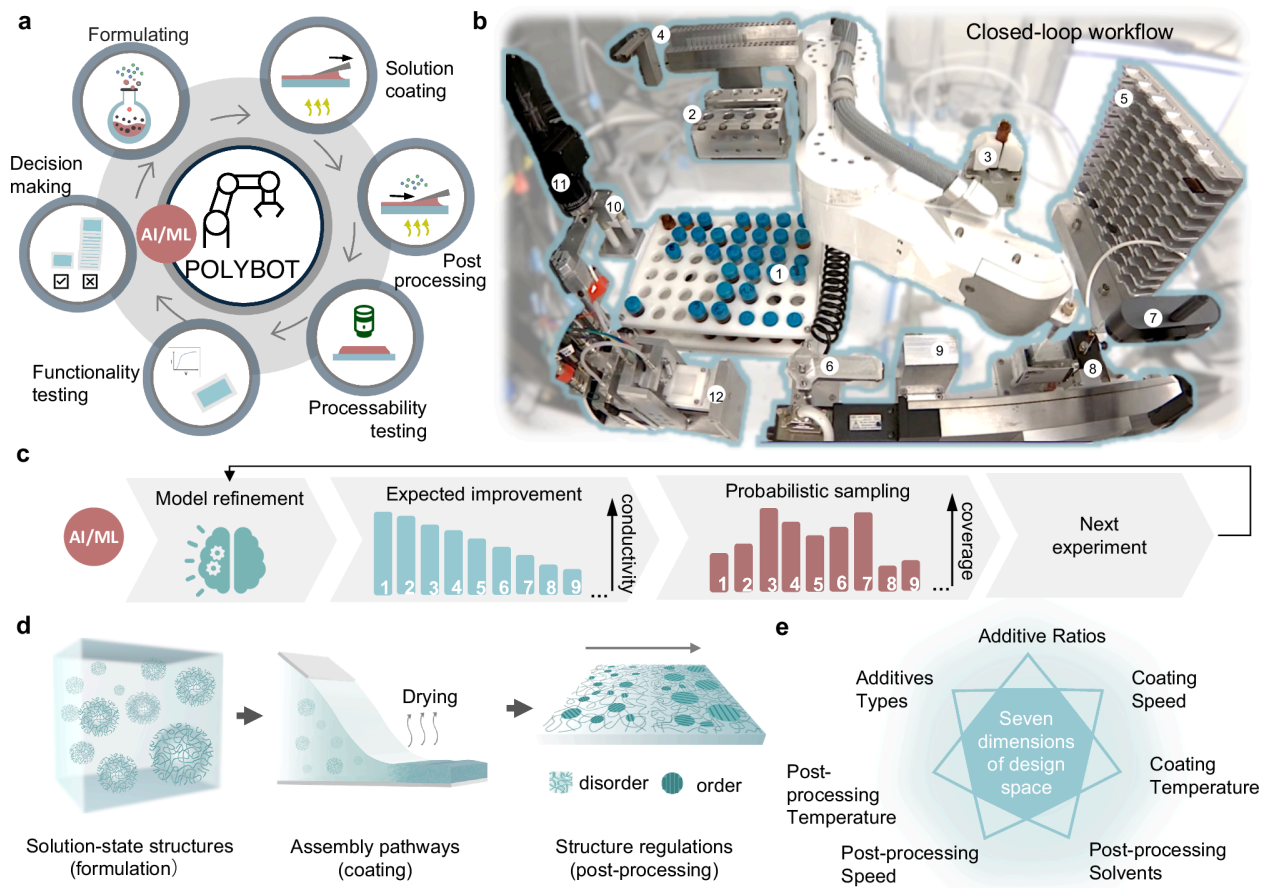 a
Formulating
Solution
coating
Decision
making
AI/ML
POLYBOT
Post
processing
Functionality
testing
Processability
testing
b
Closed-loop workflow
4
5
2
3
11
10
1
7
6
9
8
12
c
AI/ML
Model refinement
Expected improvement
conductivity
1 2 3 4 5 6 7 8 9 ...
Probabilistic sampling
coverage
1 2 3 4 5 6 7 8 9 ...
Next
experiment
d
Drying
disorder
order
Solution-state structures
(formulation)
Assembly pathways
(coating)
Structure regulations
(post-processing)
e
Additive Ratios
Additives
Types
Coating
Speed
Seven
dimensions
of design
space
Post-
processing
Temperature
Coating
Temperature
Post-processing
Speed
Post-processing
Solvents